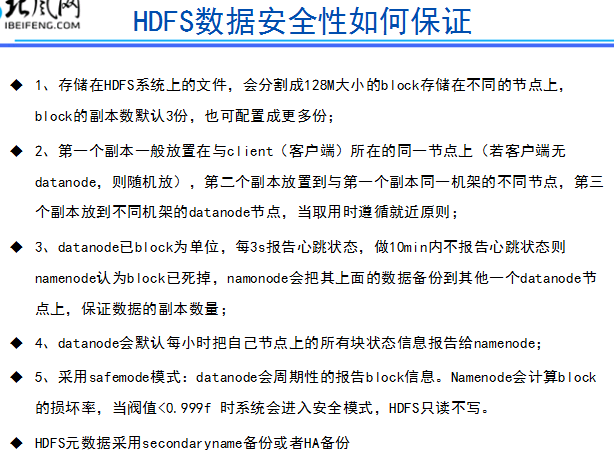 北风网
IBEIFENG.COM
HDFS数据安全性如何保证
◆ 1、存储在HDFS系统上的文件，会分割成128M大小的block存储在不同的节点上，
block的副本数默认3份，也可配置成更多份；
◆ 2、第一个副本一般放置在与client（客户端）所在的同一节点上（若客户端无
datanode，则随机放），第二个副本放置到与第一个副本同一机架的不同节点，第三
个副本放到不同机架的datanode节点，当取用时遵循就近原则；
◆ 3、datanode已block为单位，每3s报告心跳状态，做10min内不报告心跳状态则
namenode认为block已死掉，namonode会把其上面的数据备份到其他一个datanode节
点上，保证数据的副本数量；
◆ 4、datanode会默认每小时把自己节点上的所有块状态信息报告给namenode；
◆ 5、采用safemode模式：datanode会周期性的报告block信息。Namenode会计算block
的损坏率，当阀值<0.999f 时系统会进入安全模式，HDFS只读不写。
◆ HDFS元数据采用secondaryname备份或者HA备份